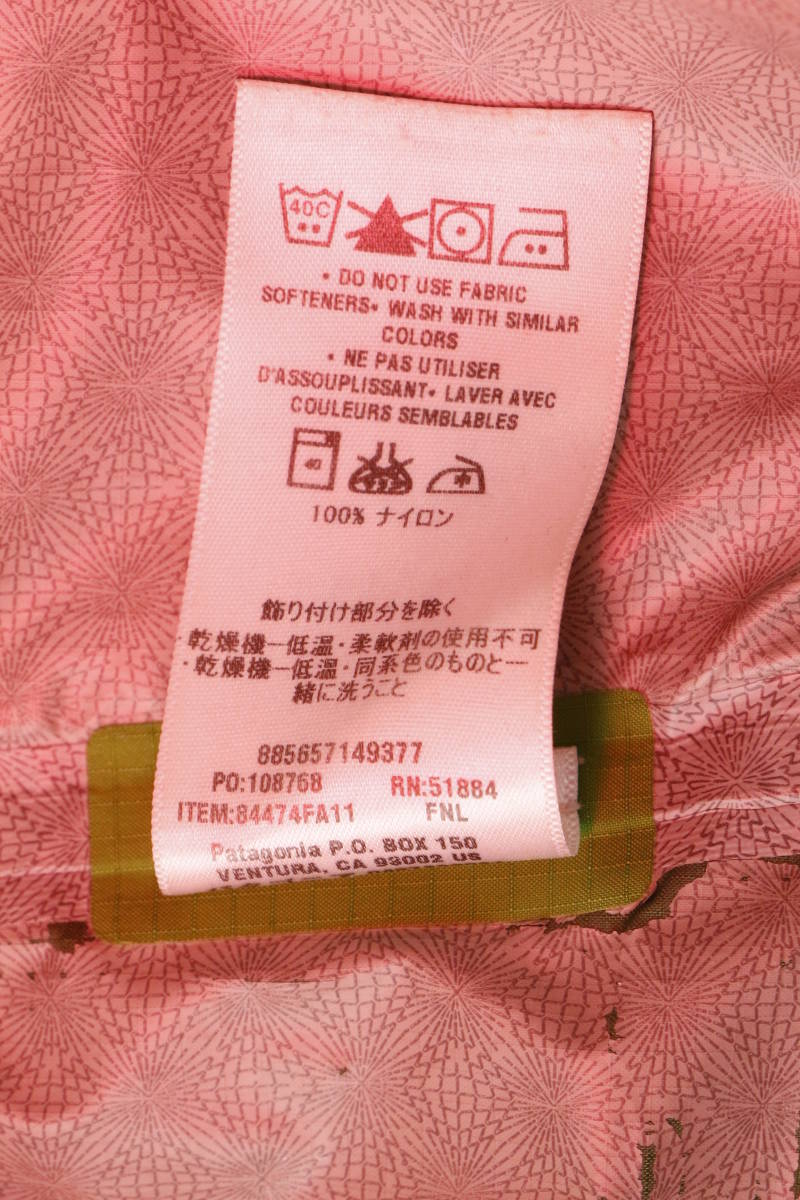 40C
• DO NOT USE FABRIC
SOFTENERS• WASH WITH SIMILAR
COLORS
• NE PAS UTILISER
D'ASSOUPLISSANT• LAVER AVEC
COULEURS SEMBLABLES
40
100% ナイロン
飾り付け部分を除く
・乾燥機ー低温・柔軟剤の使用不可
・乾燥機ー低温・同系色のものと一
緒に洗うこと
885657149377
PO:108768 RN:51884
ITEM:84474FA11 FNL
Patagonia P.O. BOX 150
VENTURA, CA 93002 US